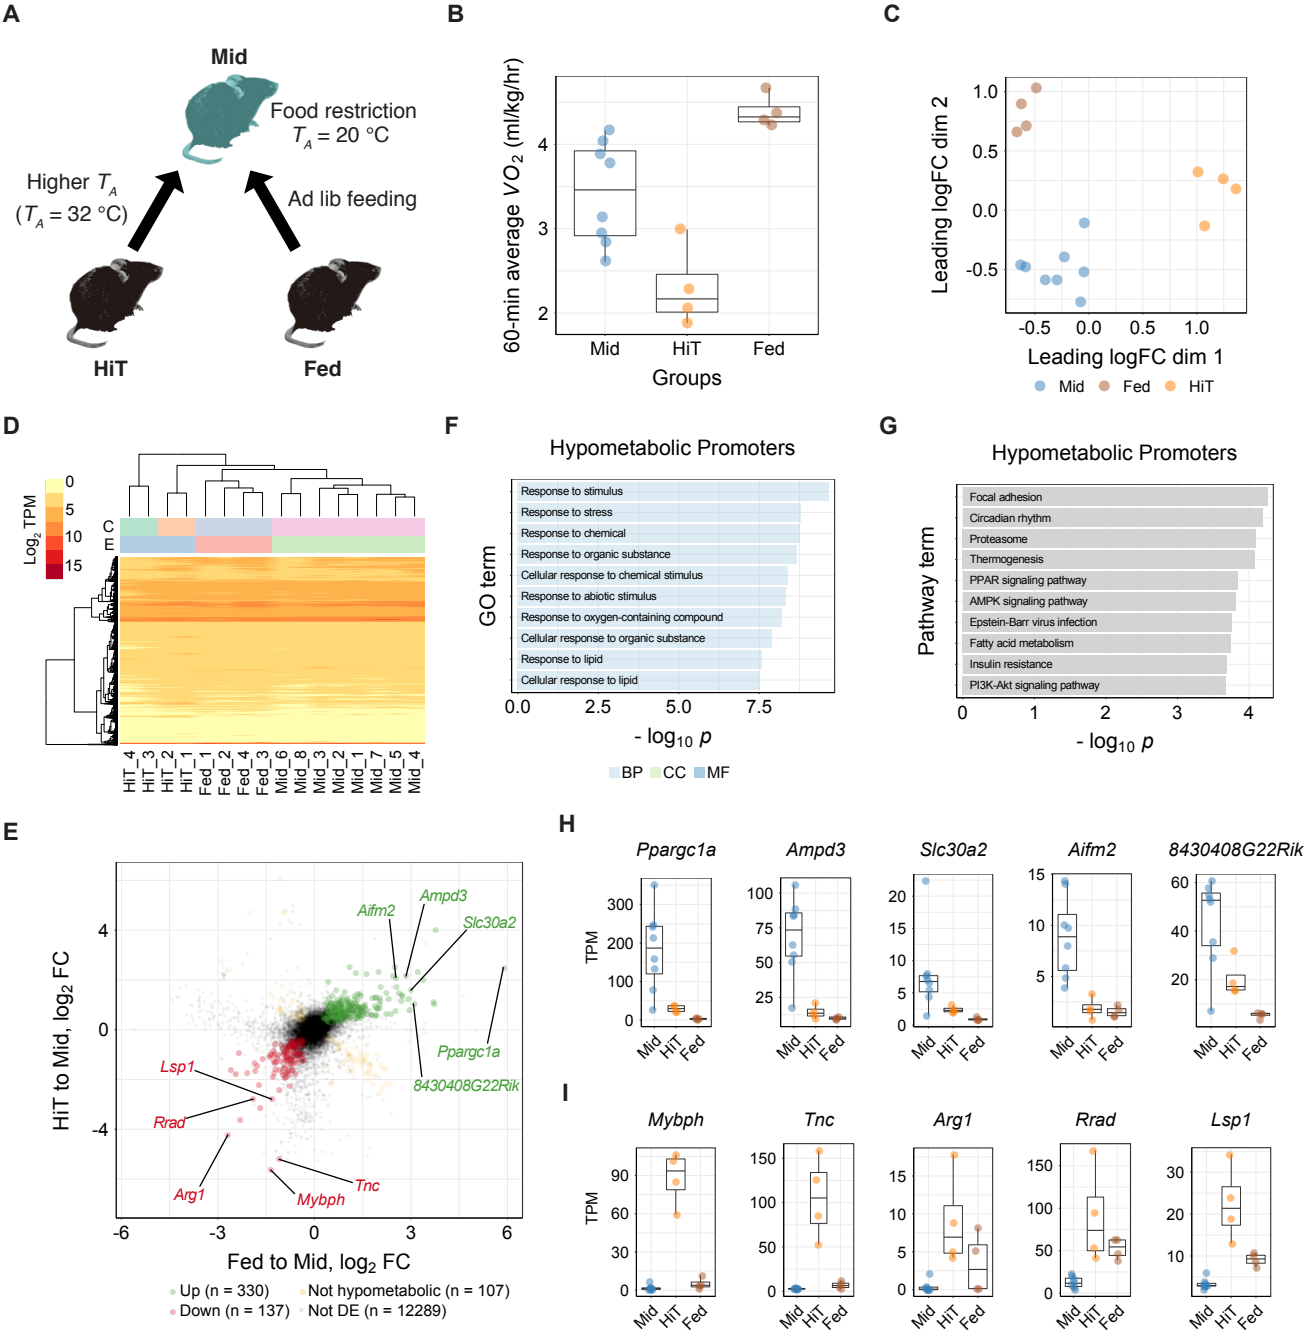 A
Mid
Food restriction
TA = 20 °C
Higher TA
(TA = 32 °C)
Ad lib feeding
HiT
Fed
B
60-min average VO2 (ml/kg/hr)
4
3
2
Mid HiT Fed
Groups
C
Leading logFC dim 2
1.0
0.5
0.0
-0.5
-0.5 0.0 0.5 1.0
Leading logFC dim 1
Mid Fed HiT
D
Log2 TPM
0
5
10
15
C
E
HiT_4
HiT_3
HiT_2
HiT_1
Fed_1
Fed_2
Fed_4
Fed_3
Mid_6
Mid_8
Mid_3
Mid_2
Mid_1
Mid_7
Mid_5
Mid_4
F
Hypometabolic Promoters
GO term
Response to stimulus
Response to stress
Response to chemical
Response to organic substance
Cellular response to chemical stimulus
Response to abiotic stimulus
Response to oxygen-containing compound
Cellular response to organic substance
Response to lipid
Cellular response to lipid
0.0 2.5 5.0 7.5
- log10 p
BP CC MF
G
Hypometabolic Promoters
Pathway term
Focal adhesion
Circadian rhythm
Proteasome
Thermogenesis
PPAR signaling pathway
AMPK signaling pathway
Epstein-Barr virus infection
Fatty acid metabolism
Insulin resistance
PI3K-Akt signaling pathway
0 1 2 3 4
- log10 p
E
HiT to Mid, log2 FC
4
0
-4
Ampd3
Aifm2
Slc30a2
Ppargc1a
8430408G22Rik
Lsp1
Rrad
Arg1
Tnc
Mybph
-6 -3 0 3 6
Fed to Mid, log2 FC
Up (n = 330) Not hypometabolic (n = 107)
Down (n = 137) Not DE (n = 12289)
H
TPM
Ppargc1a
300
200
100
0
Mid HiT Fed
Ampd3
100
75
50
25
Mid HiT Fed
Slc30a2
20
15
10
5
0
Mid HiT Fed
Aifm2
15
10
5
Mid HiT Fed
8430408G22Rik
60
40
20
Mid HiT Fed
I
TPM
Mybph
90
60
30
0
Mid HiT Fed
Tnc
150
100
50
0
Mid HiT Fed
Arg1
15
10
5
0
Mid HiT Fed
Rrad
150
100
50
0
Mid HiT Fed
Lsp1
30
20
10
Mid HiT Fed